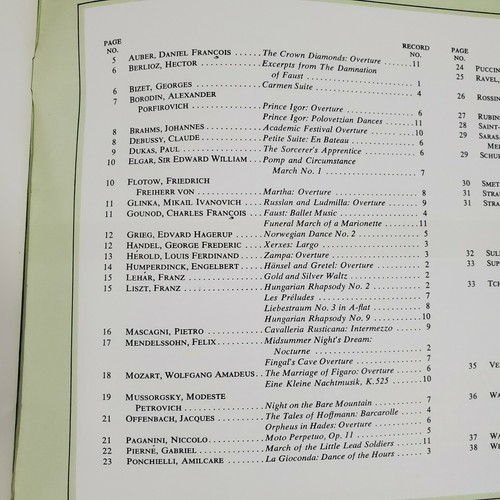 PAGE NO. RECORD NO.
5 AUBER, DANIEL FRANÇOIS ...... The Crown Diamonds: Overture ....... 11
6 BERLIOZ, HECTOR ......... Excerpts from The Damnation
of Faust ........................ 1
6 BIZET, GEORGES .......... Carmen Suite ..................... 4
7 BORODIN, ALEXANDER
PORFIROVICH ............ Prince Igor: Overture .............. 6
Prince Igor: Polovetzian Dances ..... 11
8 BRAHMS, JOHANNES ....... Academic Festival Overture ......... 10
8 DEBUSSY, CLAUDE ......... Petite Suite: En Bateau ............ 6
9 DUKAS, PAUL ............. The Sorcerer's Apprentice .......... 6
10 ELGAR, SIR EDWARD WILLIAM ... Pomp and Circumstance
March No. 1 .................... 7
10 FLOTOW, FRIEDRICH
FREIHERR VON ........... Martha: Overture .................. 8
11 GLINKA, MIKAIL IVANOVICH .... Russlan and Ludmilla: Overture ...... 9
11 GOUNOD, CHARLES FRANÇOIS ... Faust: Ballet Music ............... 4
Funeral March of a Marionette ...... 11
12 GRIEG, EDVARD HAGERUP ...... Norwegian Dance No. 2 ............. 5
12 HANDEL, GEORGE FREDERIC .... Xerxes: Largo .................... 3
13 HÉROLD, LOUIS FERDINAND .... Zampa: Overture .................. 3
14 HUMPERDINCK, ENGELBERT .... Hänsel and Gretel: Overture ........ 2
15 LEHÁR, FRANZ ........... Gold and Silver Waltz ............. 2
15 LISZT, FRANZ ............ Hungarian Rhapsody No. 2 .......... 2
Les Préludes ..................... 7
Liebestraum No. 3 in A-flat ........ 8
Hungarian Rhapsody No. 9 .......... 10
16 MASCAGNI, PIETRO ........ Cavalleria Rusticana: Intermezzo .... 9
17 MENDELSSOHN, FELIX ....... Midsummer Night's Dream:
Nocturne ....................... 2
Fingal's Cave Overture ............. 7
18 MOZART, WOLFGANG AMADEUS .. The Marriage of Figaro: Overture ..... 6
Eine Kleine Nachtmusik, K.525 ...... 10
19 MUSSORGSKY, MODESTE
PETROVICH .............. Night on the Bare Mountain ......... 7
21 OFFENBACH, JACQUES ....... The Tales of Hoffmann: Barcarolle .... 4
Orpheus in Hades: Overture ......... 6
21 PAGANINI, NICCOLO ........ Moto Perpetuo, Op. 11 ............. 5
22 PIERNE, GABRIEL .......... March of the Little Lead Soldiers ..... 11
23 PONCHIELLI, AMILCARE ...... La Gioconda: Dance of the Hours .... 3
PAGE NO.
24 PUCCIN
25 RAVEL,
26 ROSSIN
27 RUBIN
28 SAINT-
29 SARAS
29 SCHU
30 SMET
31 STRA
31 STRA
32 SUL
33 SUP
33 TCH
35 VE
36 WA
37 WA
38 WE